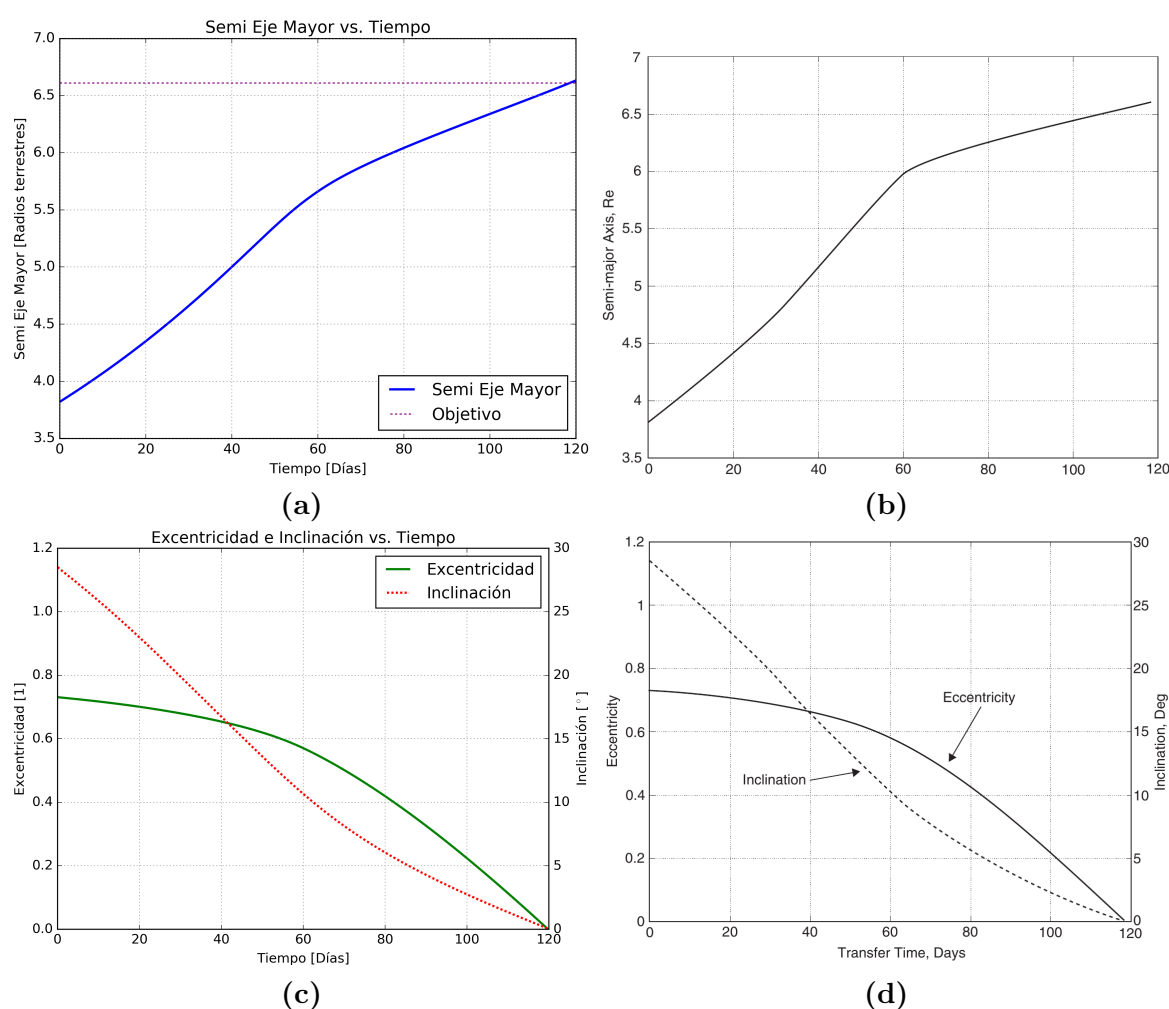 Semi Eje Mayor vs. Tiempo
7.0
6.5
6.0
5.5
5.0
4.5
4.0
3.5
Semi Eje Mayor [Radios terrestres]
Semi Eje Mayor
Objetivo
0 20 40 60 80 100 120
Tiempo [Días]
(a)
7
6.5
6
5.5
5
4.5
4
3.5
Semi-major Axis, Re
0 20 40 60 80 100 120
(b)
Excentricidad e Inclinación vs. Tiempo
1.2
1.0
0.8
0.6
0.4
0.2
0.0
Excentricidad [1]
Excentricidad
Inclinación
30
25
20
15
10
5
0
Inclinación [°]
0 20 40 60 80 100 120
Tiempo [Días]
(c)
1.2
1
0.8
0.6
0.4
0.2
0
Eccentricity
Eccentricity
Inclination
30
25
20
15
10
5
0
Inclination, Deg
0 20 40 60 80 100 120
Transfer Time, Days
(d)